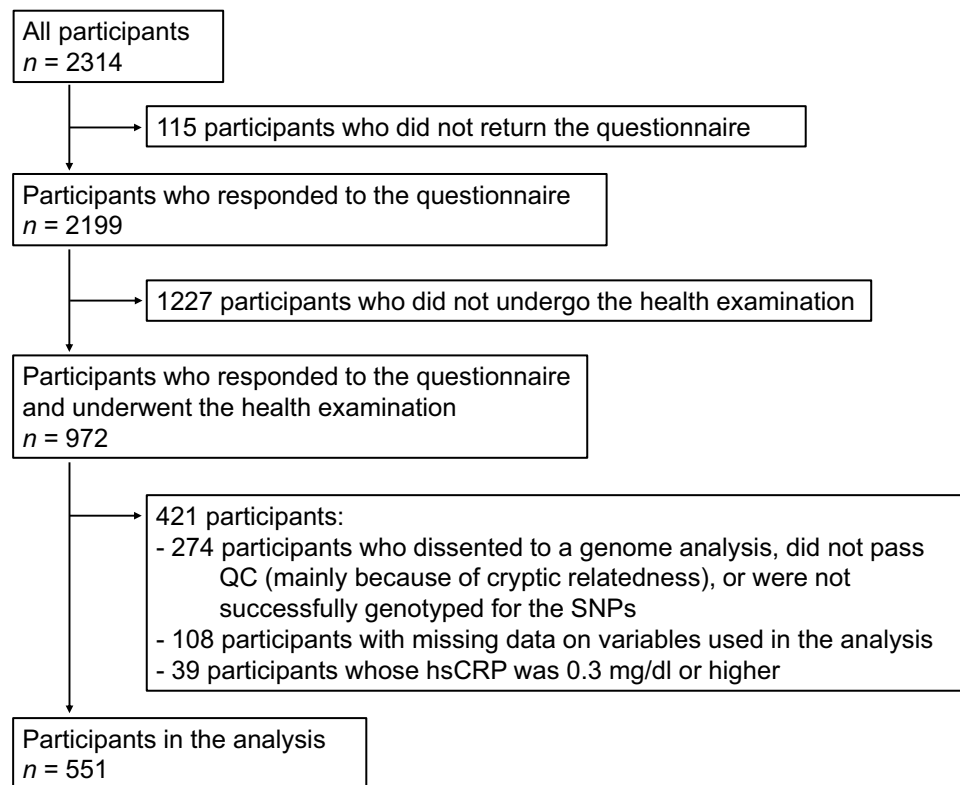 All participants
n = 2314
115 participants who did not return the questionnaire
Participants who responded to the questionnaire
n = 2199
1227 participants who did not undergo the health examination
Participants who responded to the questionnaire
and underwent the health examination
n = 972
421 participants:
- 274 participants who dissented to a genome analysis, did not pass
QC (mainly because of cryptic relatedness), or were not
successfully genotyped for the SNPs
- 108 participants with missing data on variables used in the analysis
- 39 participants whose hsCRP was 0.3 mg/dl or higher
Participants in the analysis
n = 551